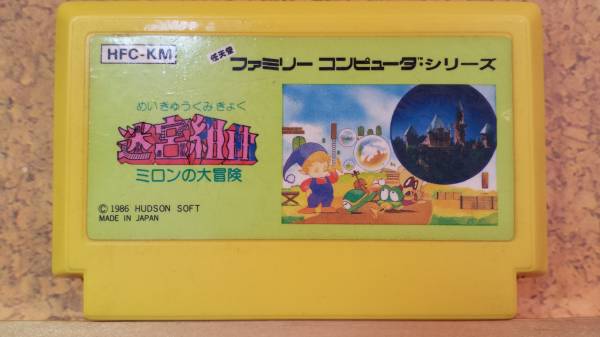 HFC-KM
任天堂 ファミリー コンピュータ・シリーズ
めいきゅうくみきょく
迷宮組曲
ミロンの大冒険
© 1986 HUDSON SOFT
MADE IN JAPAN